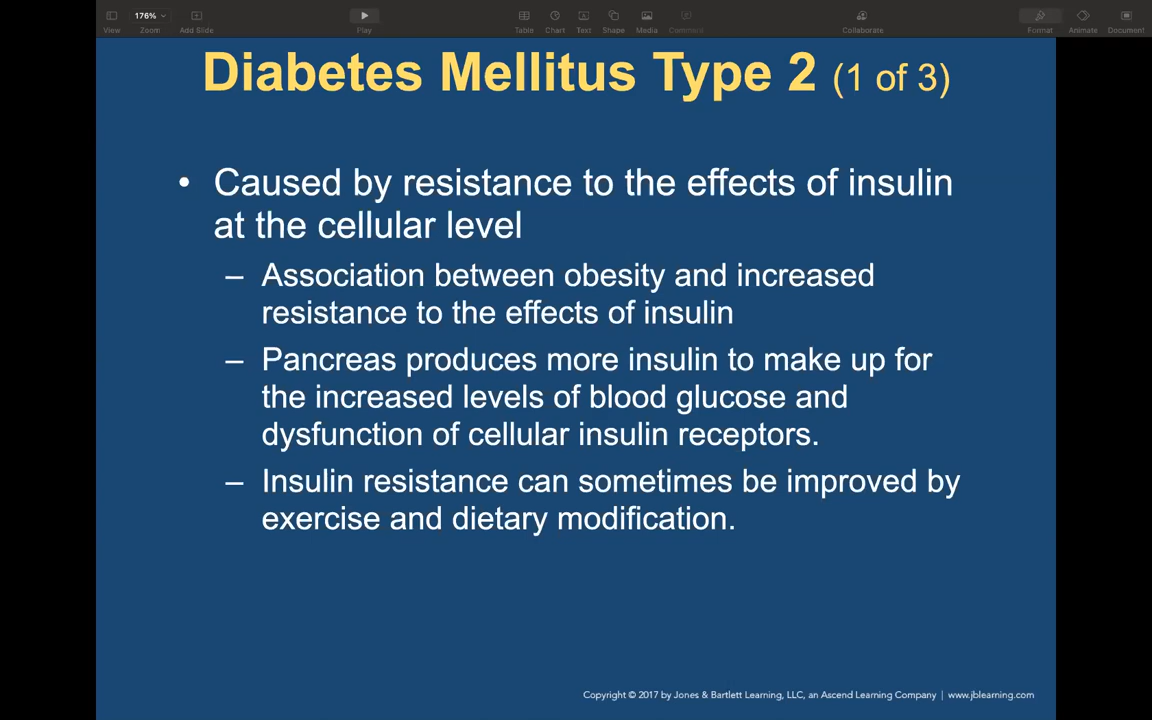 176%
View
Zoom
Add Slide
Play
Table
Chart
Text
Shape
Media
Comment
Collaborate
Format
Animate
Document
Diabetes Mellitus Type 2 (1 of 3)
• Caused by resistance to the effects of insulin
at the cellular level
– Association between obesity and increased
resistance to the effects of insulin
– Pancreas produces more insulin to make up for
the increased levels of blood glucose and
dysfunction of cellular insulin receptors.
– Insulin resistance can sometimes be improved by
exercise and dietary modification.
Copyright © 2017 by Jones & Bartlett Learning, LLC, an Ascend Learning Company | www.jblearning.com